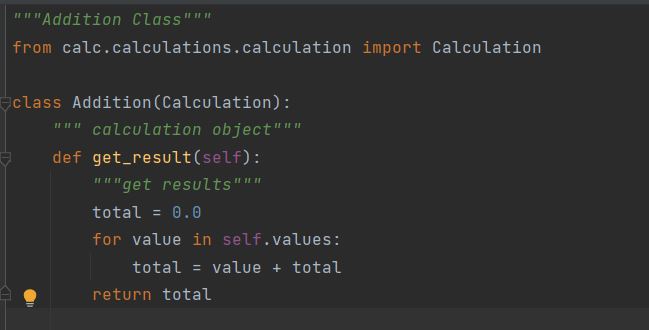 """Addition Class"""
from calc.calculations.calculation import Calculation

class Addition(Calculation):
    """ calculation object"""
    def get_result(self):
        """get results"""
        total = 0.0
        for value in self.values:
            total = value + total
        return total